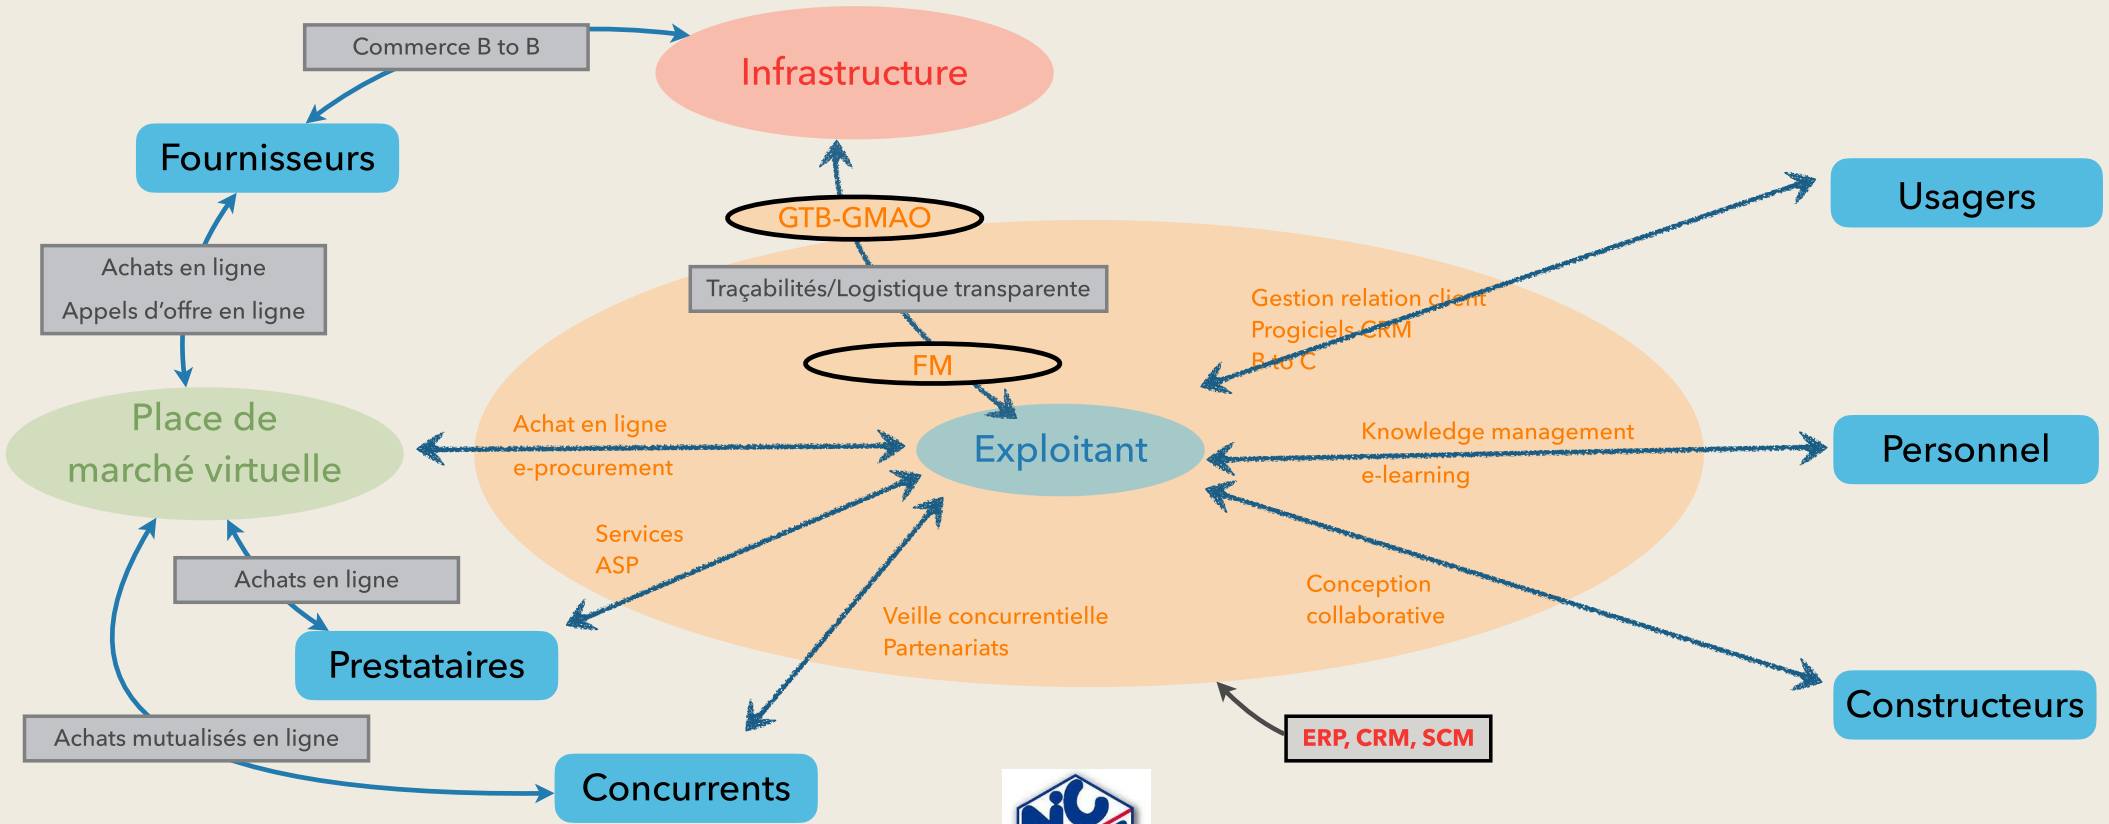 Commerce B to B
Infrastructure
Fournisseurs
Usagers
GTB-GMAO
Achats en ligne
Appels d’offre en ligne
Traçabilités/Logistique transparente
Gestion relation client
Progiciels CRM
B to C
FM
Place de
marché virtuelle
Achat en ligne
e-procurement
Exploitant
Knowledge management
e-learning
Personnel
Services
ASP
Achats en ligne
Conception
collaborative
Veille concurrentielle
Partenariats
Prestataires
Constructeurs
Achats mutualisés en ligne
ERP, CRM, SCM
Concurrents